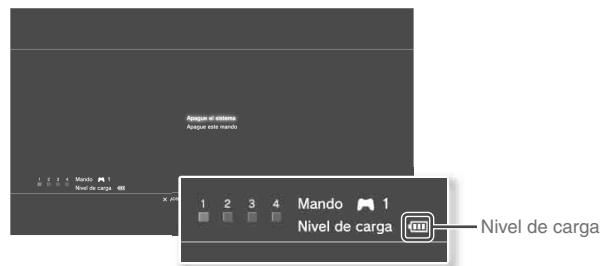 Apague el sistema
Apague este mando
1 2 3 4 Mando 1
Nivel de carga
1 2 3 4 Mando 1
Nivel de carga
Nivel de carga